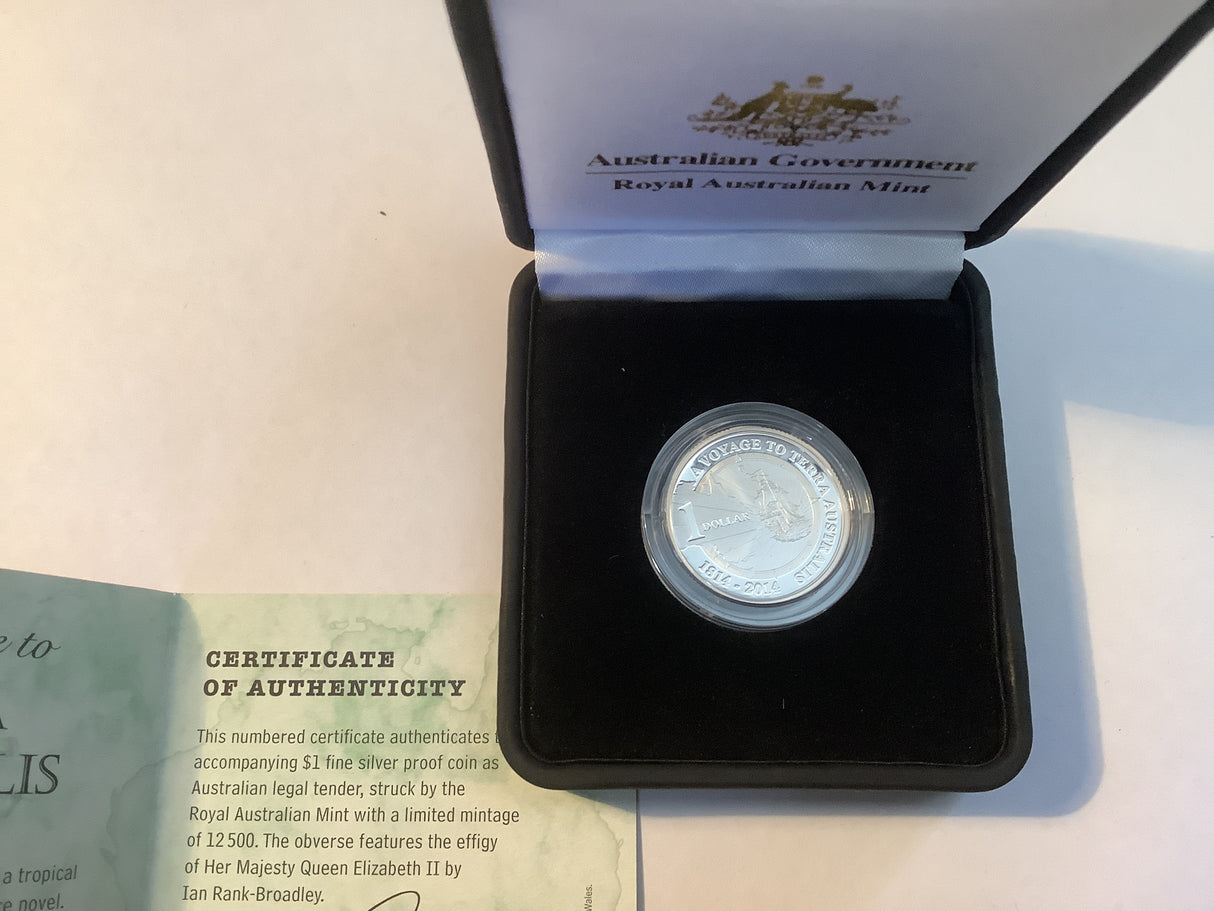 Australian Government
Royal Australian Mint
A VOYAGE TO TERRA AUSTRALIS
1
DOLLAR
1814 - 2014
to
LIS
a tropical
novel.
CERTIFICATE
OF AUTHENTICITY
This numbered certificate authenticates
accompanying $1 fine silver proof coin as
Australian legal tender, struck by the
Royal Australian Mint with a limited mintage
of 12 500. The obverse features the effigy
of Her Majesty Queen Elizabeth II by
Ian Rank-Broadley.
Wales.